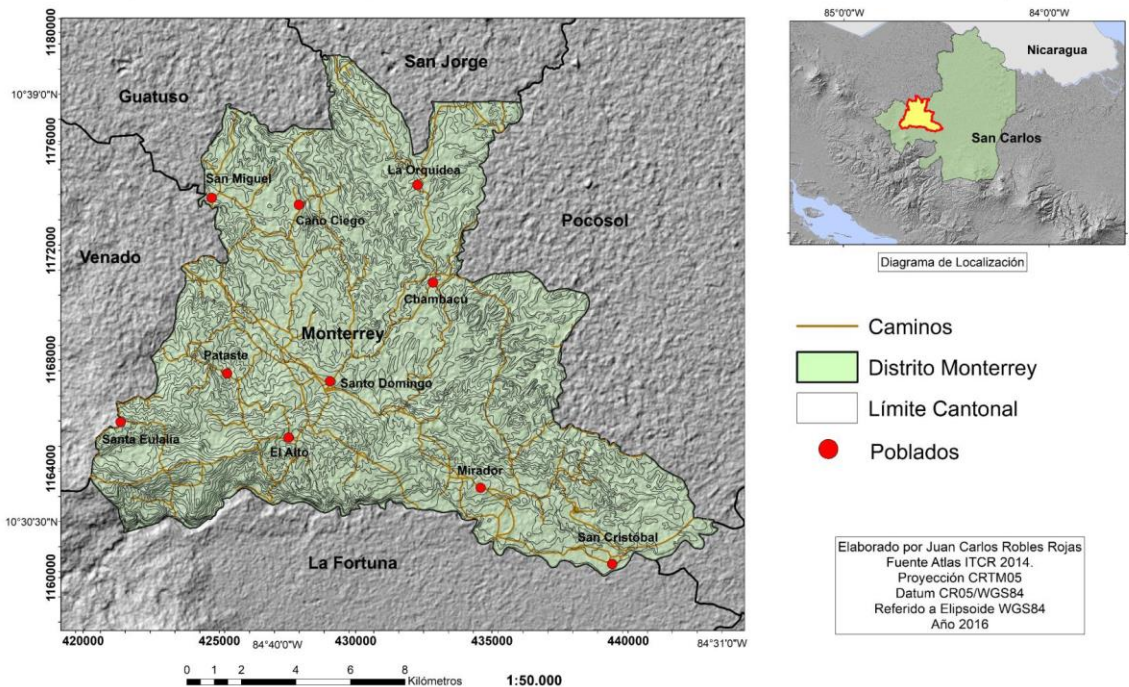 1180000
1176000
1172000
1168000
1164000
1160000
10°39'0"N
10°30'30"N
San Jorge
Guatuso
San Miguel
La Orquidea
Caño Ciego
Pocosol
Venado
Cbambacú
Monterrey
Pataste
Santo Domingo
Santa Eulalia
El Alto
Mirador
San Cristóbal
La Fortuna
420000
425000
430000
435000
440000
84°40'0"W
84°31'0"W
0 1 2 4 6 8
Kilómetros
1:50.000
85°0'0"W
84°0'0"W
Nicaragua
San Carlos
Diagrama de Localización
Caminos
Distrito Monterrey
Límite Cantonal
Poblados
Elaborado por Juan Carlos Robles Rojas
Fuente Atlas ITCR 2014.
Proyección CRTM05
Datum CR05/WGS84
Referido a Elipsoide WGS84
Año 2016